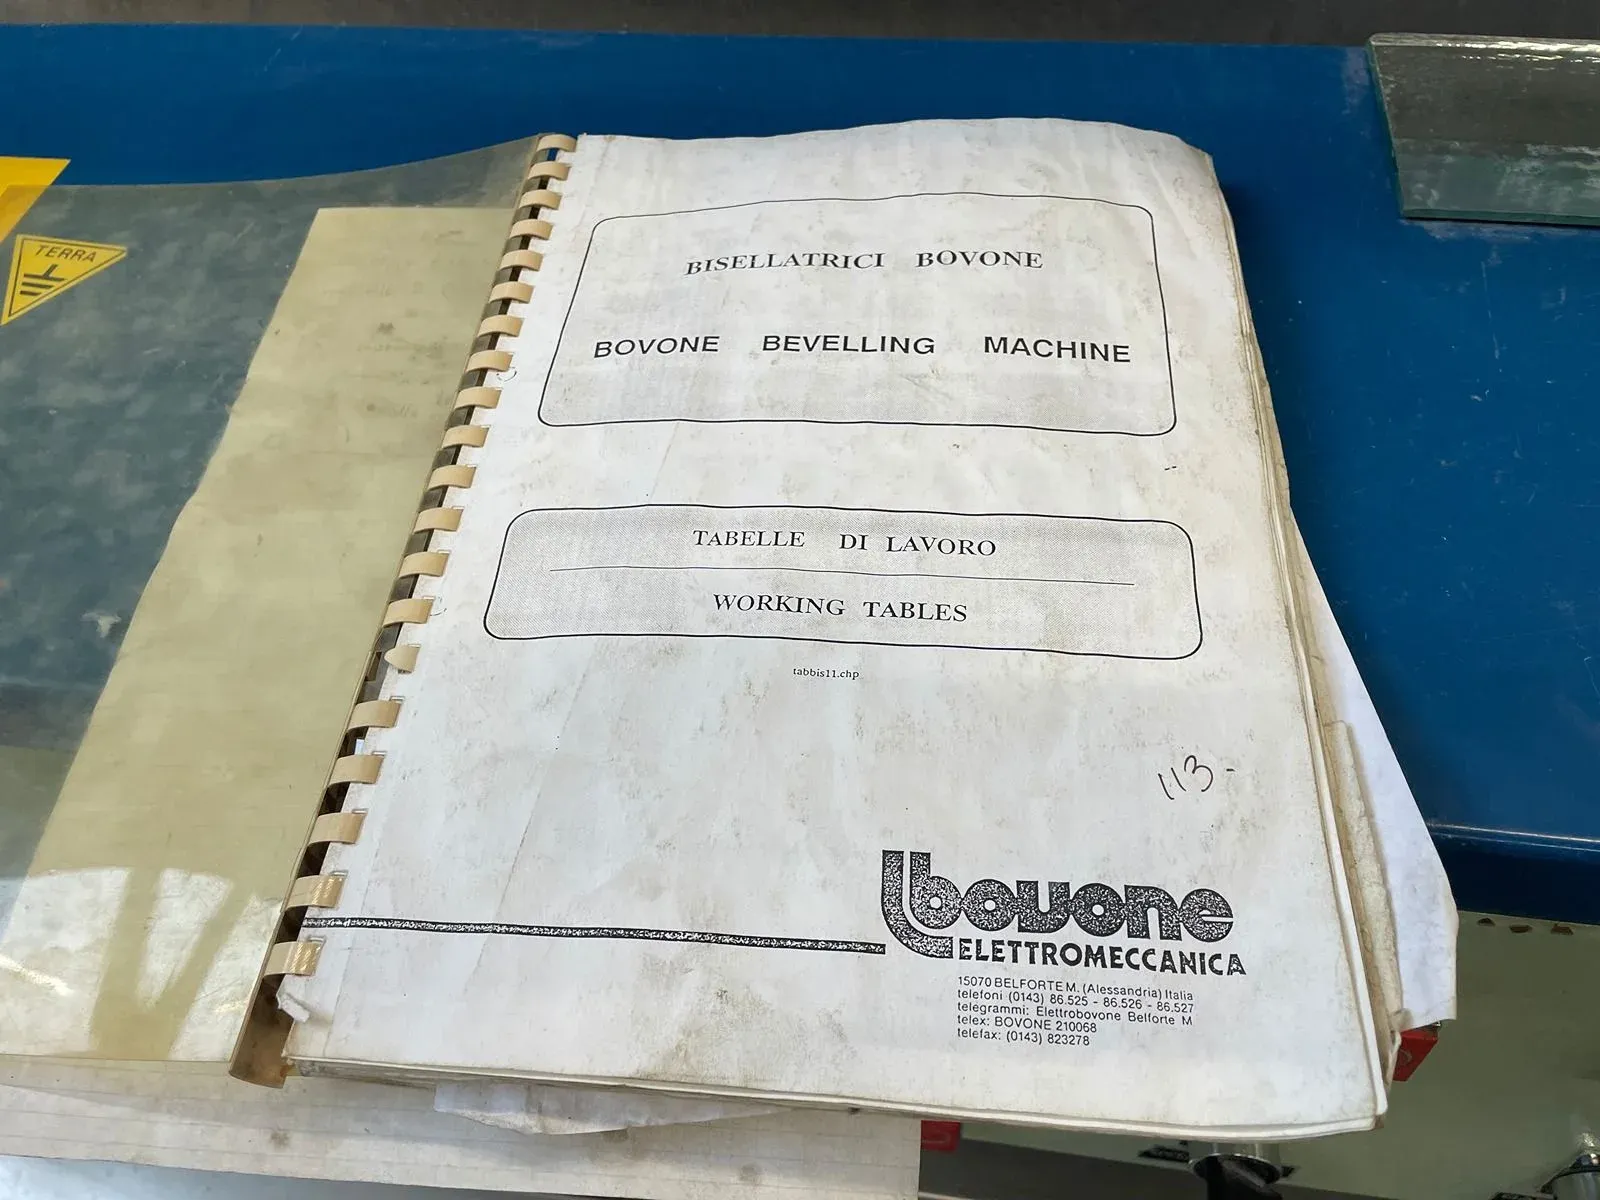 TERRA
BISELLATRICI BOVONE
BOVONE BEVELLING MACHINE
TABELLE DI LAVORO
WORKING TABLES
tabbis11.chp
113-
bovone
ELETTROMECCANICA
15070 BELFORTE M. (Alessandria) Italia
telefoni (0143) 86.525 - 86.526 - 86.527
telegrammi: Elettrobovone Belforte M
telex: BOVONE 210068
telefax: (0143) 823278